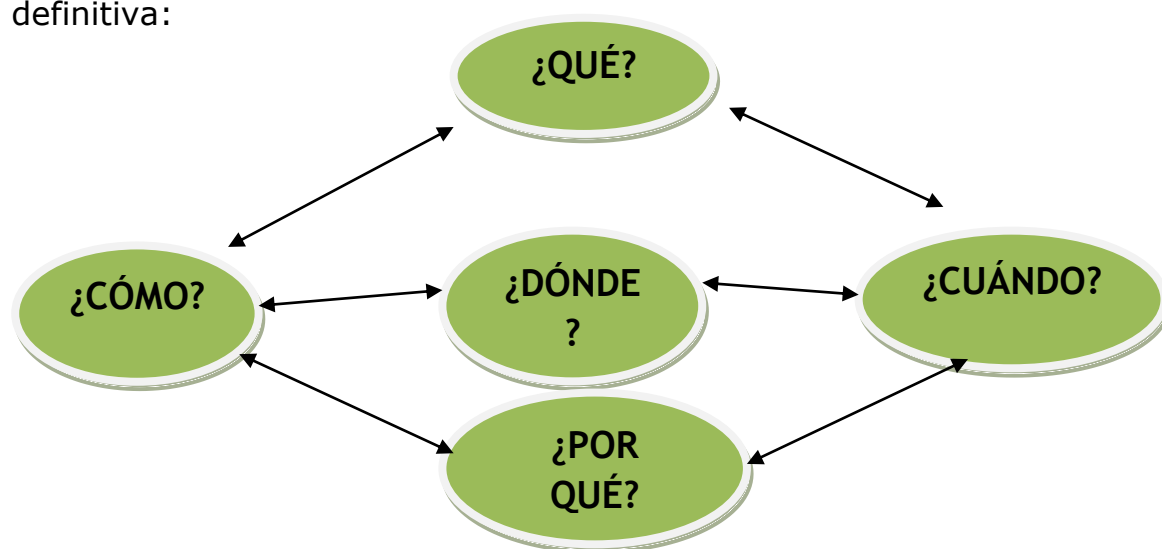 definitiva:
¿QUÉ?
¿CÓMO?
¿DÓNDE
?
¿CUÁNDO?
¿POR
QUÉ?